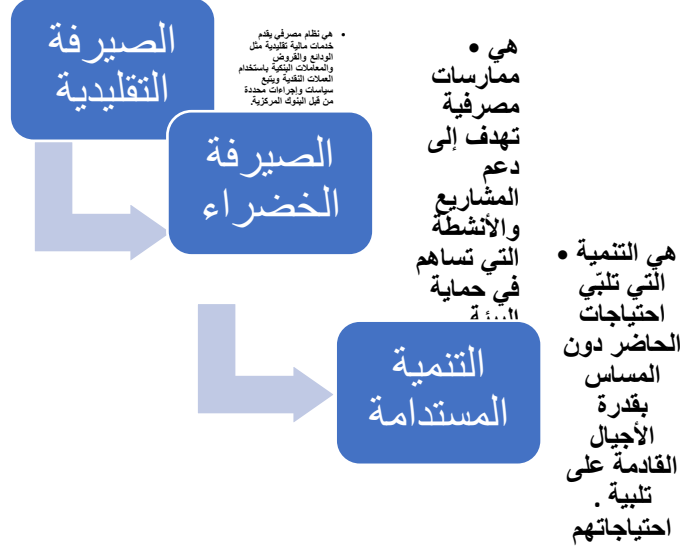 الصيرفة
التقليدية
• هي نظام مصرفي يقدم
خدمات مالية تقليدية مثل
الودائع والقروض
والمعاملات البنكية باستخدام
العملات النقدية ويتبع
سياسات وإجراءات محددة
من قبل البنوك المركزية.
الصيرفة
الخضراء
• هي
ممارسات
مصرفية
تهدف إلى
دعم
المشاريع
والأنشطة
التي تساهم
في حماية
البيئة
التنمية
المستدامة
• هي التنمية
التي تلبّي
احتياجات
الحاضر دون
المساس
بقدرة
الأجيال
القادمة على
تلبية .
احتياجاتهم